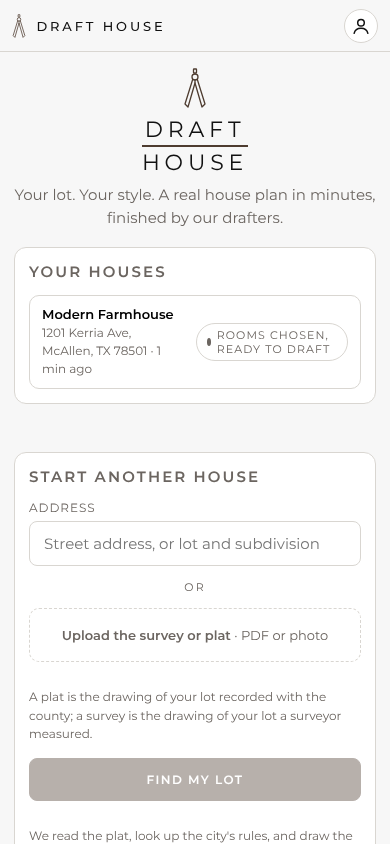 DRAFT HOUSE
DRAFT
HOUSE
Your lot. Your style. A real house plan in minutes,
finished by our drafters.
YOUR HOUSES
Modern Farmhouse
1201 Kerria Ave,
McAllen, TX 78501 · 1
min ago
ROOMS CHOSEN,
READY TO DRAFT
START ANOTHER HOUSE
ADDRESS
Street address, or lot and subdivision
OR
Upload the survey or plat · PDF or photo
A plat is the drawing of your lot recorded with the
county; a survey is the drawing of your lot a surveyor
measured.
FIND MY LOT
We read the plat, look up the city's rules, and draw the